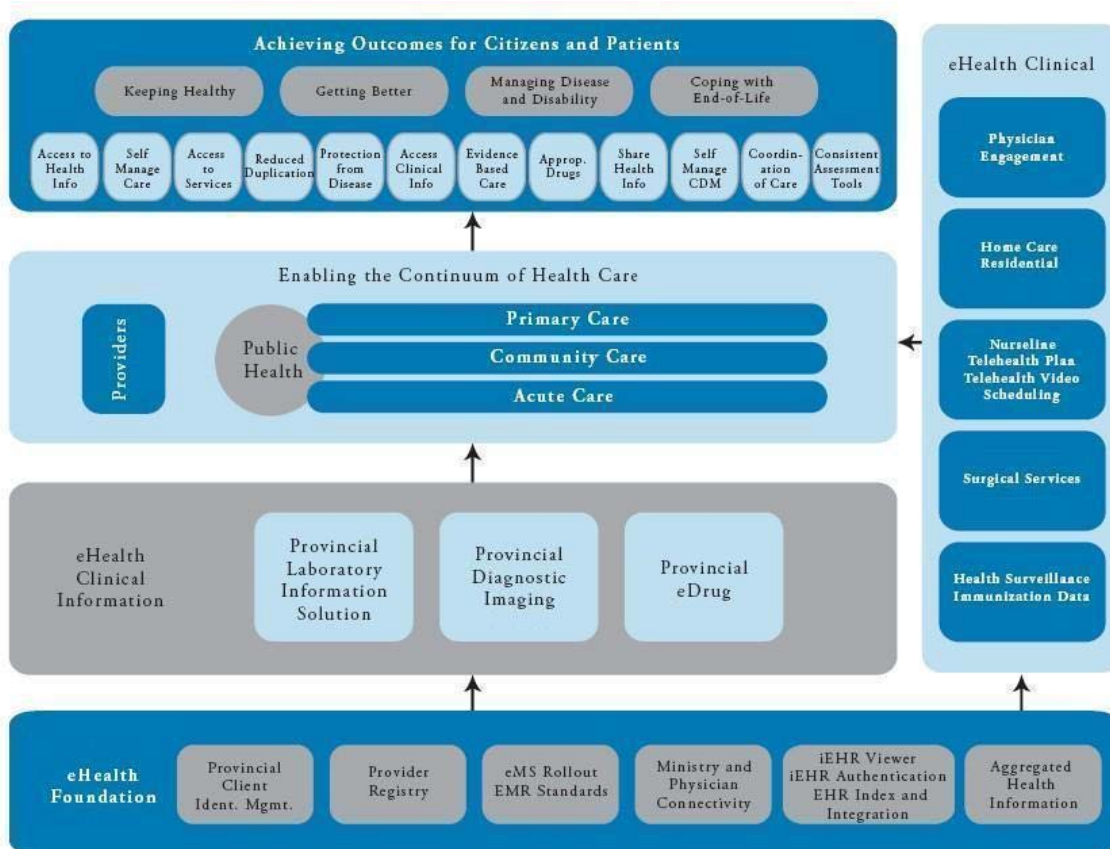 Achieving Outcomes for Citizens and Patients
Keeping Healthy
Getting Better
Managing Disease
and Disability
Coping with
End-of-Life
Access to
Health
Info
Self
Manage
Care
Access
to
Services
Reduced
Duplication
Protection
from
Disease
Access
Clinical
Info
Evidence
Based
Care
Approp.
Drugs
Share
Health
Info
Self
Manage
CDM
Coordin-
ation
of Care
Consistent
Assessment
Tools
Enabling the Continuum of Health Care
Providers
Public
Health
Primary Care
Community Care
Acute Care
eHealth
Clinical
Information
Provincial
Laboratory
Information
Solution
Provincial
Diagnostic
Imaging
Provincial
eDrug
eHealth Clinical
Physician
Engagement
Home Care
Residential
Nurseline
Telehealth Plan
Telehealth Video
Scheduling
Surgical Services
Health Surveillance
Immunization Data
eHealth
Foundation
Provincial
Client
Ident. Mgmt.
Provider
Registry
eMS Rollout
EMR Standards
Ministry and
Physician
Connectivity
iEHR Viewer
iEHR Authentication
EHR Index and
Integration
Aggregated
Health
Information